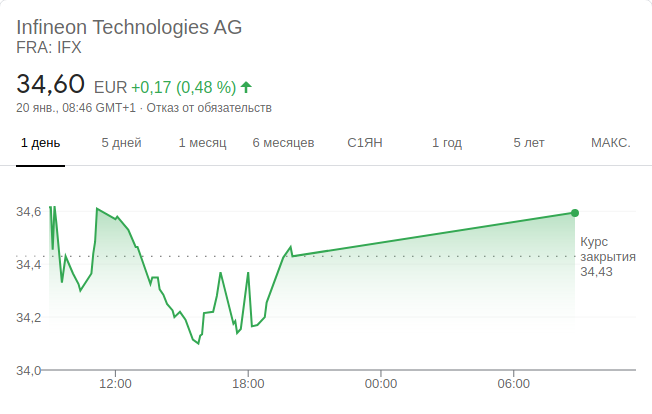 Infineon Technologies AG
FRA: IFX
34,60 EUR +0,17 (0,48 %)
20 янв., 08:46 GMT+1 · Отказ от обязательств
1 день 5 дней 1 месяц 6 месяцев С1ЯН 1 год 5 лет МАКС.
34,6
Курс
закрытия
34,43
34,4
34,2
34,0
12:00 18:00 00:00 06:00